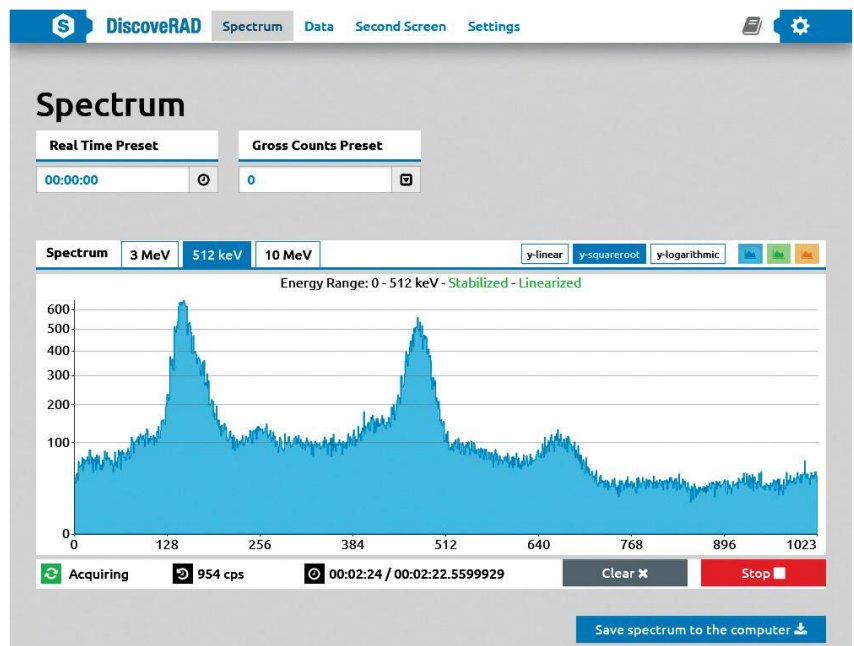 S DiscoveRAD Spectrum Data Second Screen Settings
Spectrum
Real Time Preset Gross Counts Preset
00:00:00 0
Spectrum 3 MeV 512 keV 10 MeV y-linear y-squareroot y-logarithmic
Energy Range: 0 - 512 keV - Stabilized - Linearized
600
500
400
300
200
100
0
0 128 256 384 512 640 768 896 1023
Acquiring 954 cps 00:02:24 / 00:02:22.5599929 Clear Stop
Save spectrum to the computer